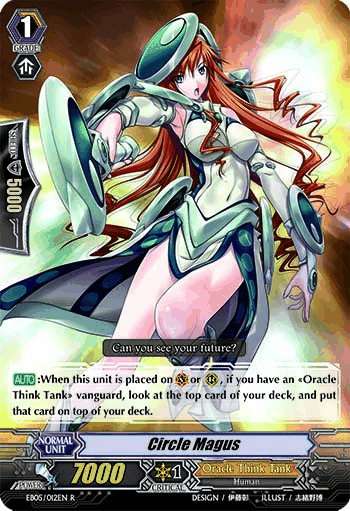 1
GRADE
SHIELD
5000
Can you see your future?
AUTO :When this unit is placed on V or R, if you have an «Oracle
Think Tank» vanguard, look at the top card of your deck, and put
that card on top of your deck.
NORMAL
UNIT
Circle Magus
POWER
7000
1
CRITICAL
Oracle Think Tank
Human
EB05/012EN R
DESIGN / 伊藤彰
ILLUST / 志緒野博